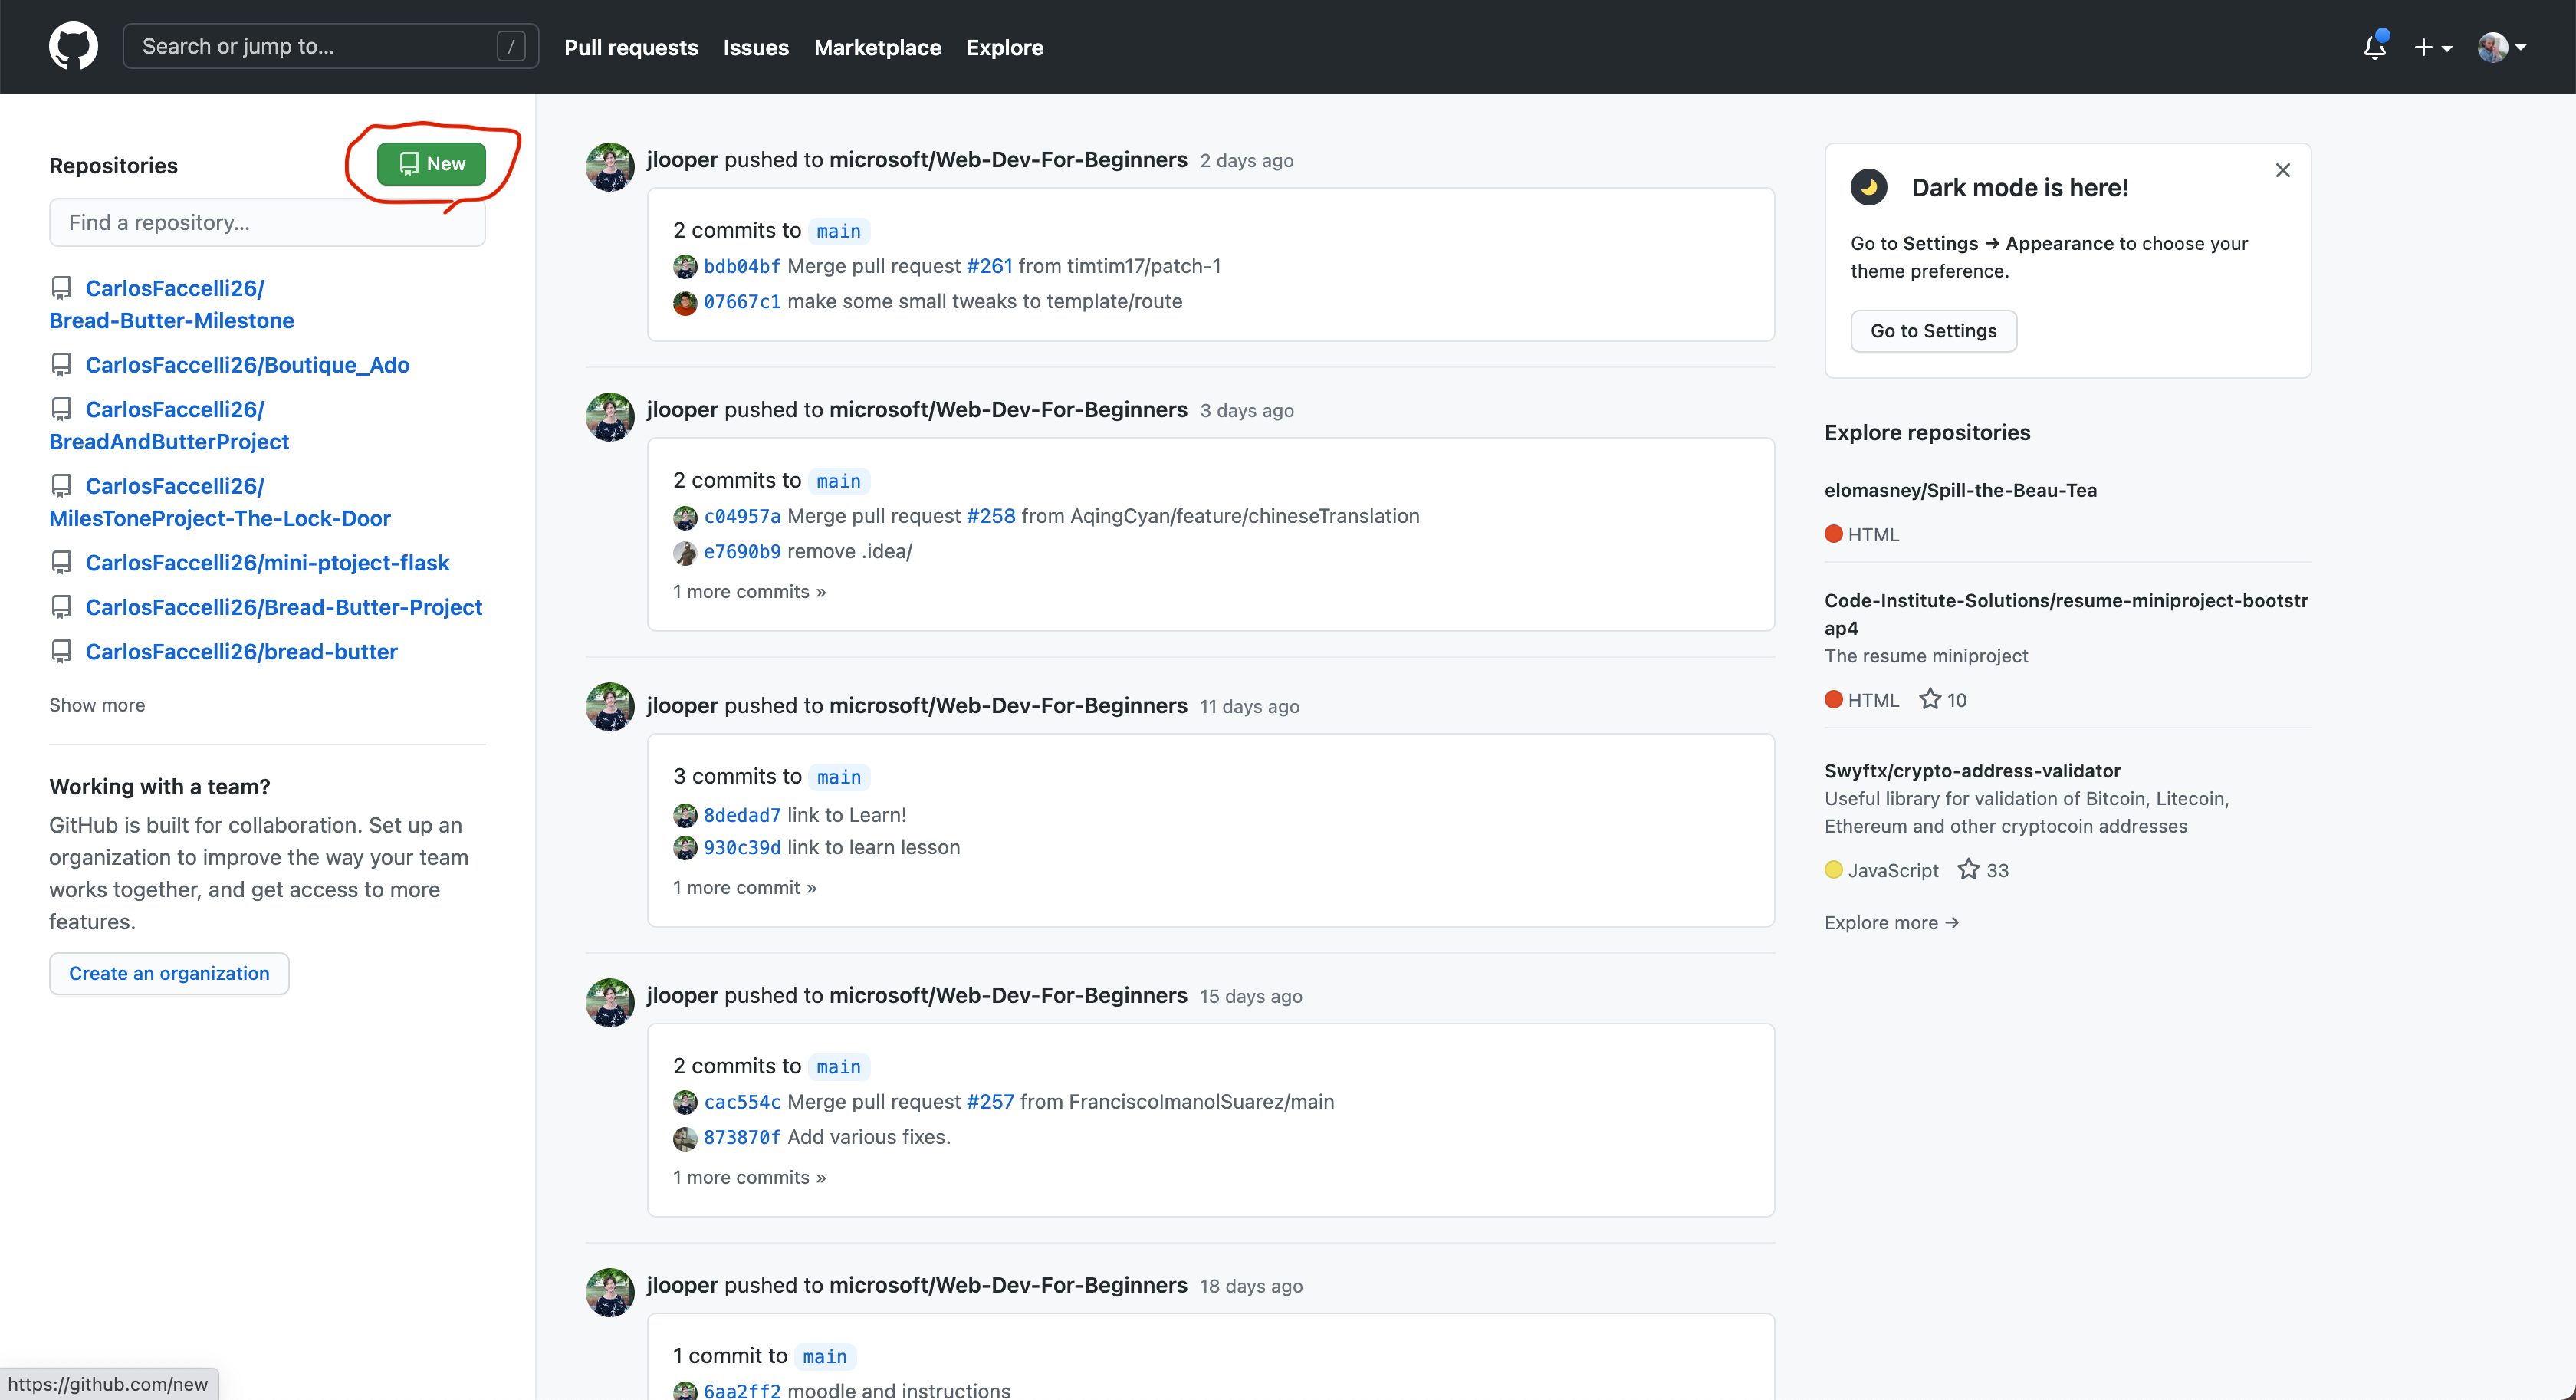 Search or jump to... /
Pull requests Issues Marketplace Explore
Repositories
New
Find a repository...
CarlosFaccelli26/
Bread-Butter-Milestone
CarlosFaccelli26/Boutique_Ado
CarlosFaccelli26/
BreadAndButterProject
CarlosFaccelli26/
MilesToneProject-The-Lock-Door
CarlosFaccelli26/mini-ptoject-flask
CarlosFaccelli26/Bread-Butter-Project
CarlosFaccelli26/bread-butter
Show more
Working with a team?
GitHub is built for collaboration. Set up an
organization to improve the way your team
works together, and get access to more
features.
Create an organization
jlooper pushed to microsoft/Web-Dev-For-Beginners 2 days ago
2 commits to main
bdb04bf Merge pull request #261 from timtim17/patch-1
07667c1 make some small tweaks to template/route
jlooper pushed to microsoft/Web-Dev-For-Beginners 3 days ago
2 commits to main
c04957a Merge pull request #258 from AqingCyan/feature/chineseTranslation
e7690b9 remove .idea/
1 more commits »
jlooper pushed to microsoft/Web-Dev-For-Beginners 11 days ago
3 commits to main
8dedad7 link to Learn!
930c39d link to learn lesson
1 more commit »
jlooper pushed to microsoft/Web-Dev-For-Beginners 15 days ago
2 commits to main
cac554c Merge pull request #257 from FranciscoImanolSuarez/main
873870f Add various fixes.
1 more commits »
jlooper pushed to microsoft/Web-Dev-For-Beginners 18 days ago
1 commit to main
6aa2ff2 moodle and instructions
Dark mode is here!
Go to Settings → Appearance to choose your
theme preference.
Go to Settings
Explore repositories
elomasney/Spill-the-Beau-Tea
HTML
Code-Institute-Solutions/resume-miniproject-bootstr
ap4
The resume miniproject
HTML 10
Swyftx/crypto-address-validator
Useful library for validation of Bitcoin, Litecoin,
Ethereum and other cryptocoin addresses
JavaScript 33
Explore more →
https://github.com/new